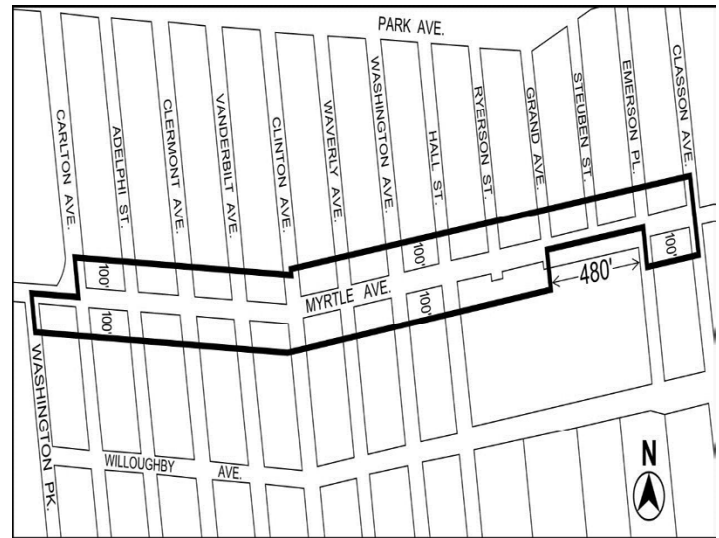 PARK AVE.
CARLTON AVE.
ADELPHI ST.
CLERMONT AVE.
VANDERBILT AVE.
CLINTON AVE.
WAVERLY AVE.
WASHINGTON AVE.
HALL ST.
RYERSON ST.
GRAND AVE.
STEUBEN ST.
EMERSON PL.
CLASSON AVE.
100'
100'
100'
MYRTLE AVE.
480'
100'
100'
WASHINGTON PK.
WILLOUGHBY AVE.
N